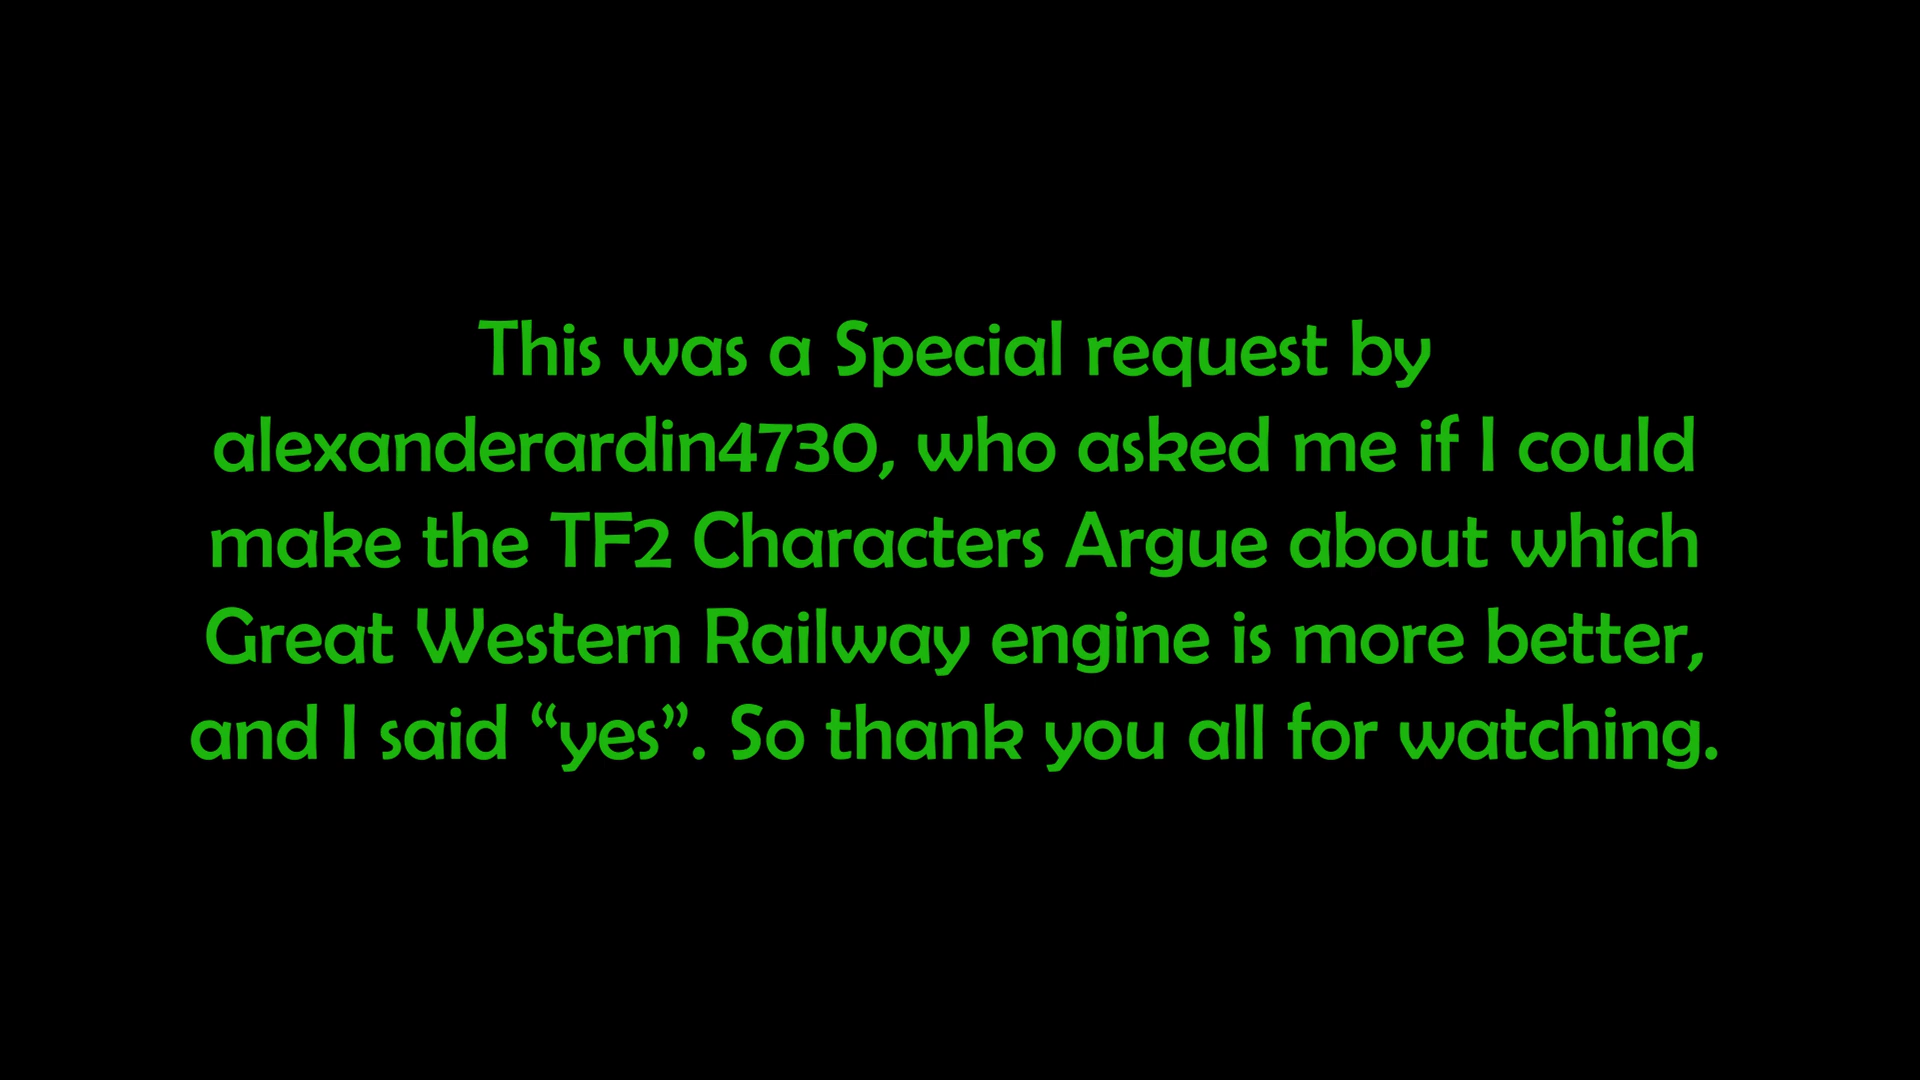 This was a Special request by
alexanderardin4730, who asked me if I could
make the TF2 Characters Argue about which
Great Western Railway engine is more better,
and I said “yes”. So thank you all for watching.